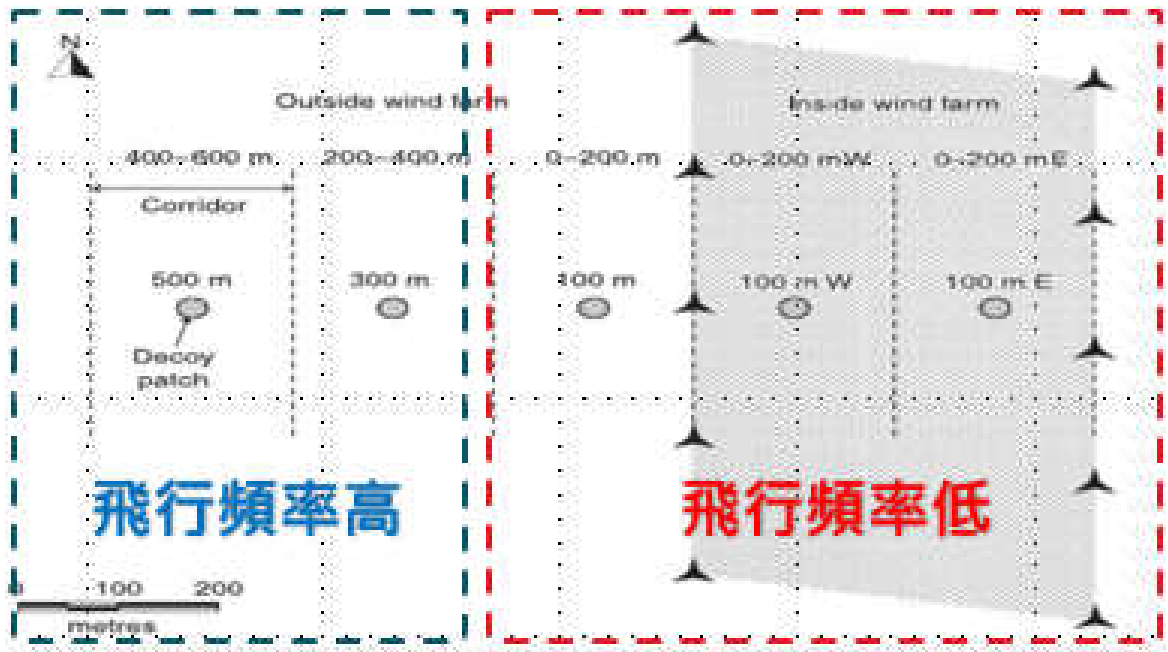 N
Outside wind farm
Inside wind farm
400–600 m
200–400 m
0–200 m
0–200 mW
0–200 mE
Corridor
500 m
300 m
100 m
100 m W
100 m E
Decoy
patch
飛行頻率高
飛行頻率低
0 100 200
metres